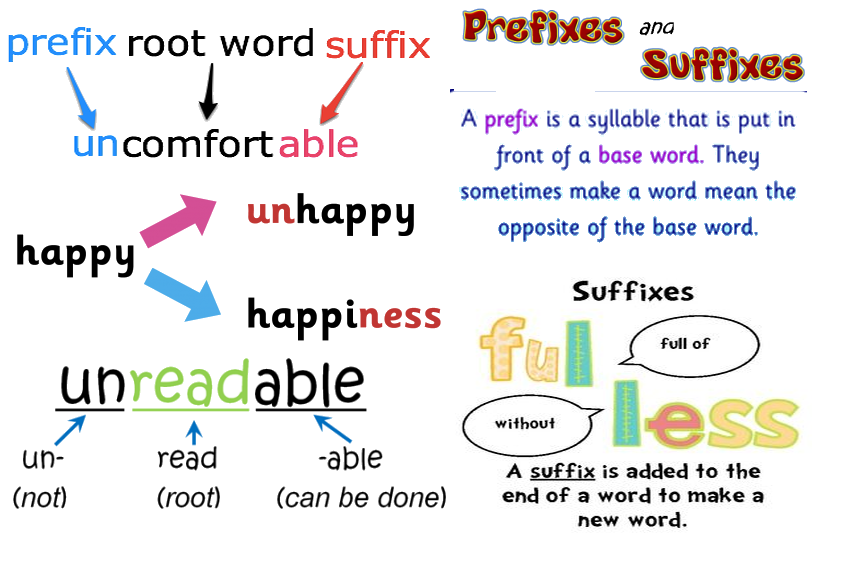 prefix root word suffix
uncomfortable
happy
unhappy
happiness
unreadable
un- read -able
(not) (root) (can be done)
Prefixes and
Suffixes
A prefix is a syllable that is put in
front of a base word. They
sometimes make a word mean the
opposite of the base word.
Suffixes
ful
full of
less
without
A suffix is added to the
end of a word to make a
new word.